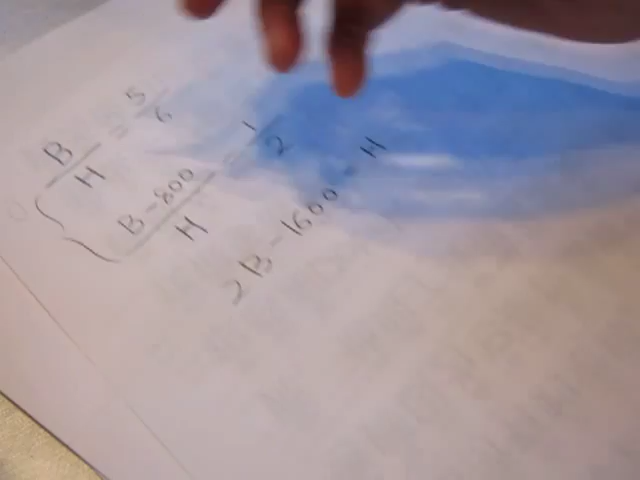 B/H = 5/6
B-800/H = 1/2
2B-1600 = H